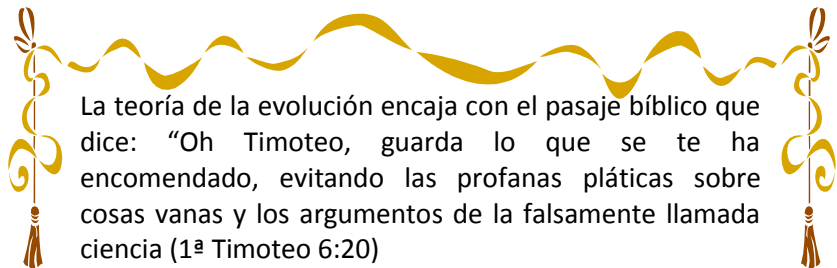 La teoría de la evolución encaja con el pasaje bíblico que
dice: “Oh Timoteo, guarda lo que se te ha
encomendado, evitando las profanas pláticas sobre
cosas vanas y los argumentos de la falsamente llamada
ciencia (1ª Timoteo 6:20)